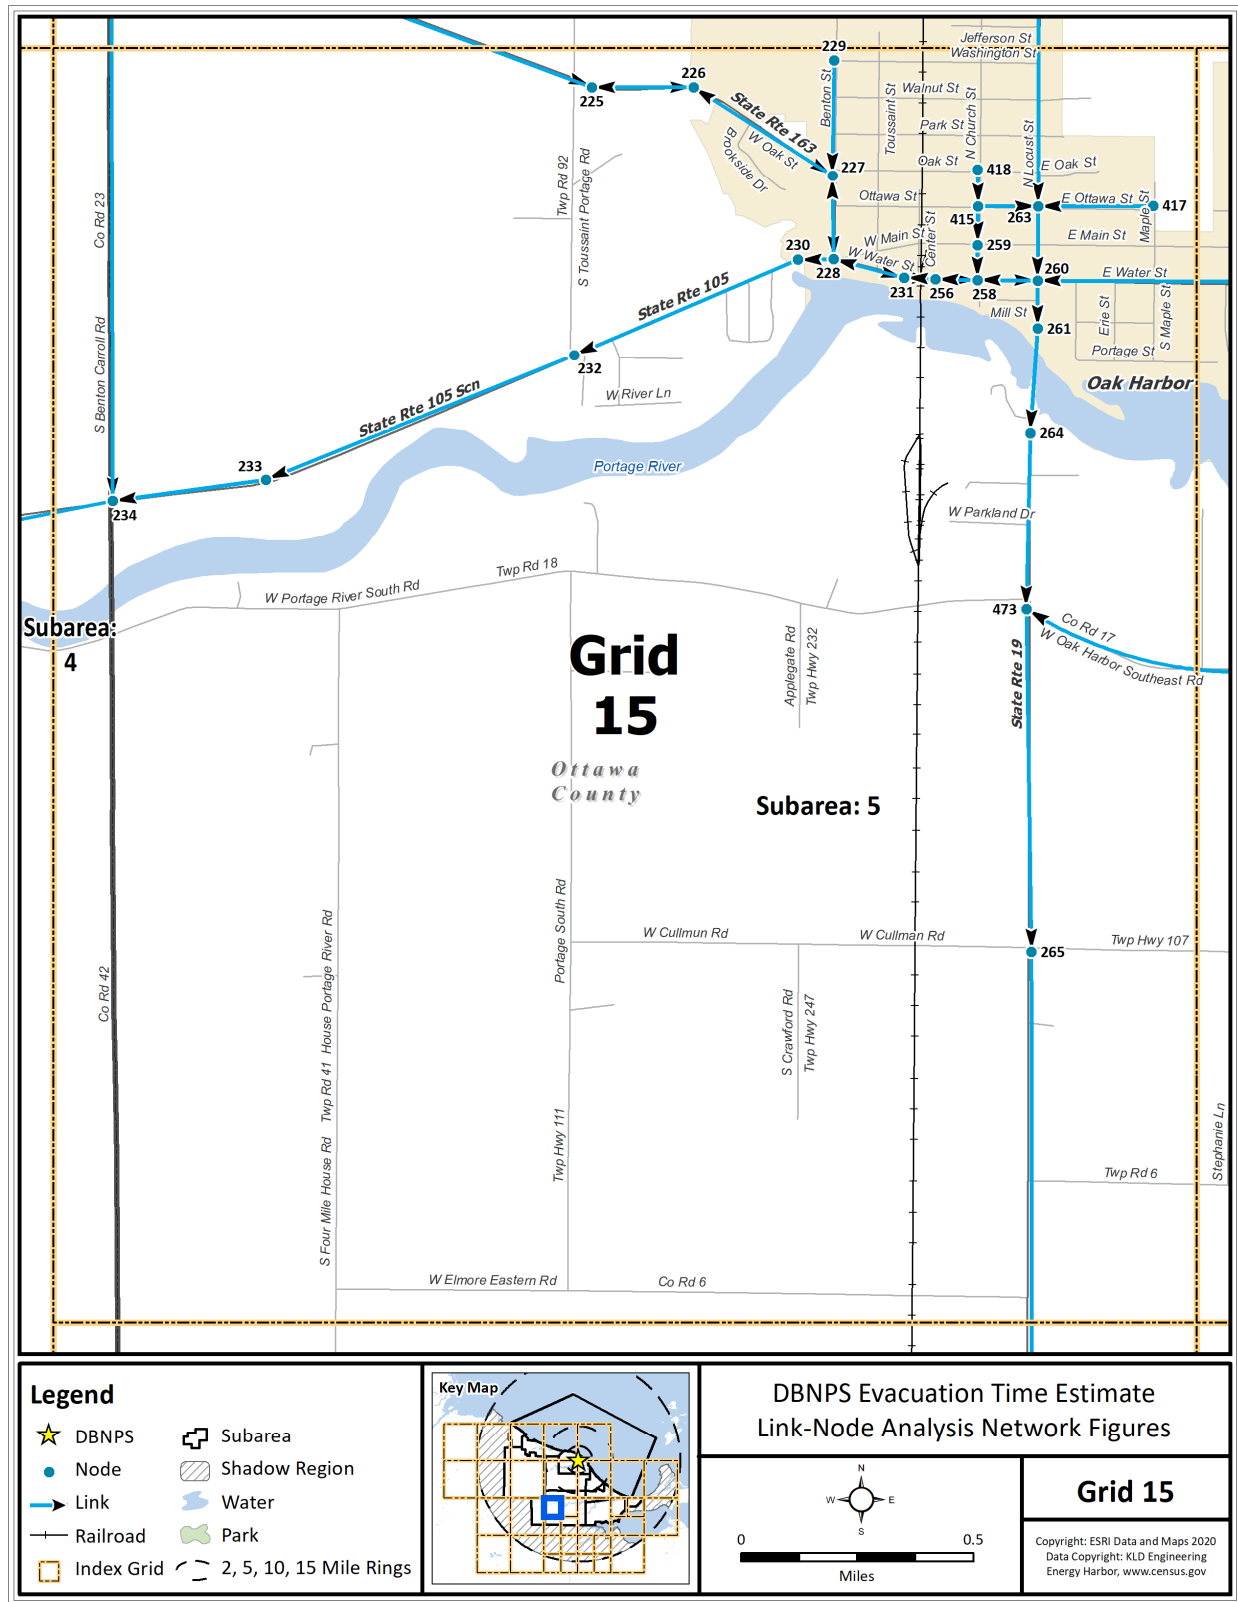 Jefferson St
229
Washington St
226
225
Benton St
Toussaint St
Walnut St
N Church St
State Rte 163
Park St
N Locust St
Brookside Dr
W Oak St
Twp Rd 92
S Toussaint Portage Rd
227
Oak St
418
E Oak St
Co Rd 23
Ottawa St
415
263
E Ottawa St
Maple St
417
230
228
W Main St
W Water St
Center St
259
E Main St
231
256
258
260
E Water St
State Rte 105
Mill St
Erie St
S Maple St
261
Portage St
S Benton Carroll Rd
232
State Rte 105 Scn
W River Ln
Oak Harbor
264
233
Portage River
234
W Parkland Dr
Twp Rd 18
W Portage River South Rd
473
Co Rd 17
W Oak Harbor Southeast Rd
Subarea:
4
Grid
15
Applegate Rd
Twp Hwy 232
State Rte 19
Ottawa
County
Subarea: 5
Portage South Rd
W Cullmun Rd
W Cullman Rd
Twp Hwy 107
265
Co Rd 42
House Portage River Rd
Twp Rd 41
S Four Mile House Rd
S Crawford Rd
Twp Hwy 247
Twp Hwy 111
Stephanie Ln
Twp Rd 6
W Elmore Eastern Rd
Co Rd 6
Legend
DBNPS
Node
Link
Railroad
Index Grid
Subarea
Shadow Region
Water
Park
2, 5, 10, 15 Mile Rings
Key Map
DBNPS Evacuation Time Estimate
Link-Node Analysis Network Figures
N
W
E
S
0
0.5
Miles
Grid 15
Copyright: ESRI Data and Maps 2020
Data Copyright: KLD Engineering
Energy Harbor, www.census.gov